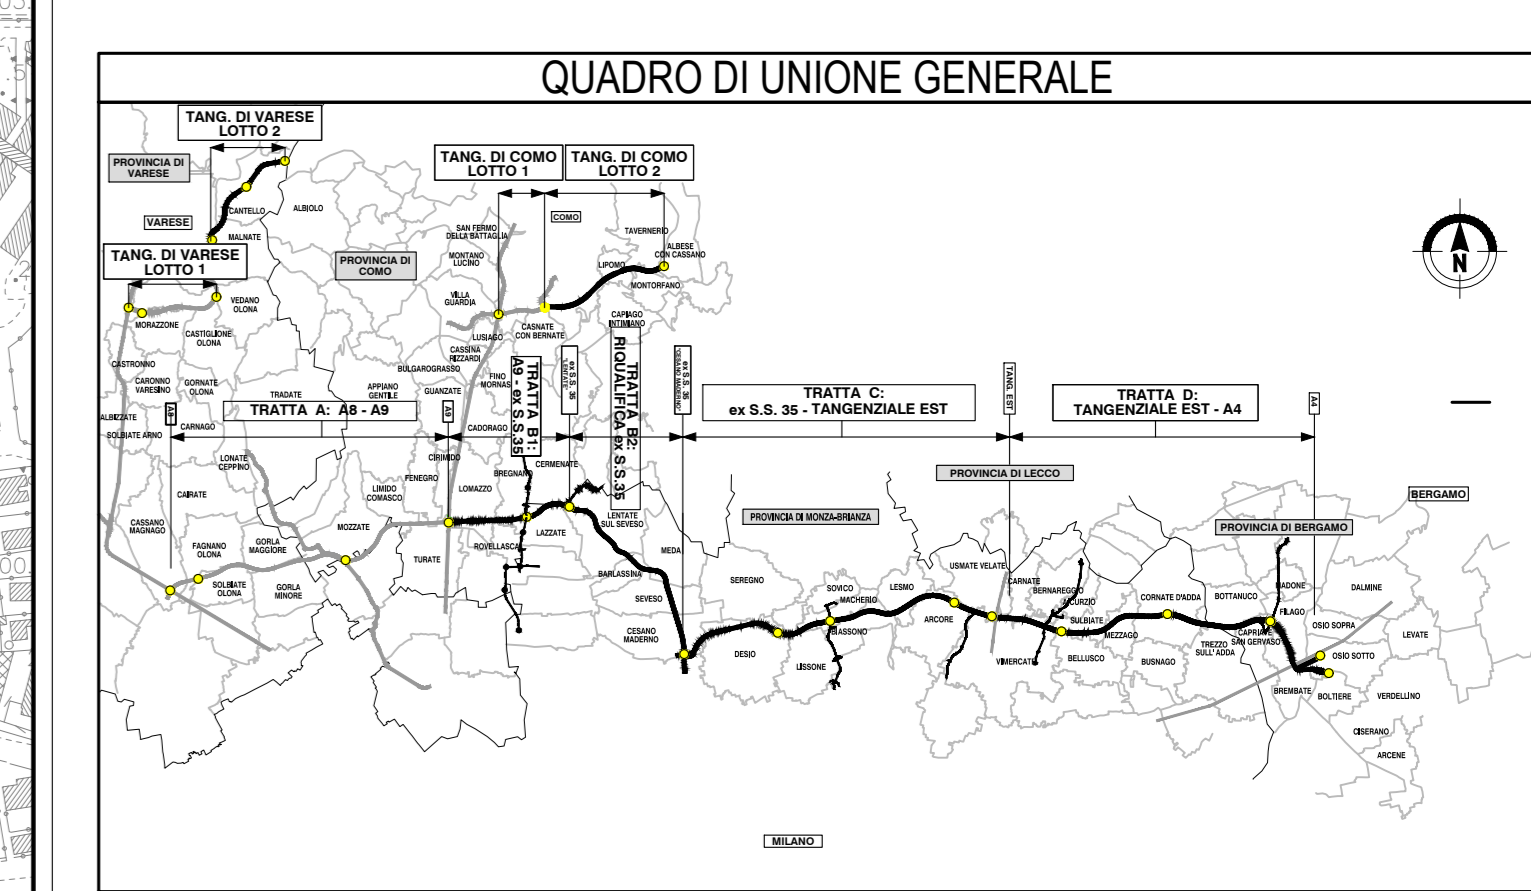 QUADRO DI UNIONE GENERALE
TANG. DI VARESE
LOTTO 2
PROVINCIA DI
VARESE
TANG. DI COMO
LOTTO 1
TANG. DI COMO
LOTTO 2
CANTELLO
ALBIOLO
VARESE
MALNATE
COMO
SAN FERMO
DELLA BATTAGLIA
TAVERNERIO
ALBESE
CON CASSANO
TANG. DI VARESE
LOTTO 1
PROVINCIA DI
COMO
MONTANO
LUCINO
LIPOMO
MONTORFANO
N
VEDANO
OLONA
VILLA
GUARDIA
MORAZZONE
CASTIGLIONE
OLONA
LUSIAGO
CASNATE
CON BERNATE
CAPIAGO
INTIMIANO
CASTRONNO
CASSINA
RIZZARDI
BULGAROGRASSO
FINO
MORNAS
CARONNO
VARESINO
GORNATE
OLONA
TRADATE
APPIANO
GENTILE
GUANZATE
TRATTA B1:
A9 - ex S.S.35
ex S.S. 35
"LENTATE"
TRATTA B2:
RIQUALIFICA ex S.S.35
ex S.S. 35
"CESANO MADERNO"
TRATTA C:
ex S.S. 35 - TANGENZIALE EST
TANG. EST
TRATTA D:
TANGENZIALE EST - A4
A4
ALBIZZATE
A8
TRATTA A: A8 - A9
A9
SOLBIATE ARNO
CARNAGO
CADORAGO
LONATE
CEPPINO
CIRIMIDO
FENEGRO
BREGNANO
CERMENATE
PROVINCIA DI LECCO
CAIRATE
LIMIDO
COMASCO
LOMAZZO
BERGAMO
CASSANO
MAGNAGO
MOZZATE
LENTATE
SUL SEVESO
PROVINCIA DI MONZA-BRIANZA
PROVINCIA DI BERGAMO
FAGNANO
OLONA
GORLA
MAGGIORE
TURATE
ROVELLASCA
LAZZATE
MEDA
USMATE VELATE
SOLBIATE
OLONA
GORLA
MINORE
BARLASSINA
SEREGNO
SOVICO
MACHERIO
LESMO
CARNATE
BERNAREGGIO
CORNATE D'ADDA
BOTTANUCO
MADONE
DALMINE
SEVESO
FILAGO
CESANO
MADERNO
BIASSONO
ARCORE
SULBIATE
MEZZAGO
TREZZO
SULL' ADDA
CAPRIATE
SAN GERVASO
OSIO SOPRA
LEVATE
DESIO
LISSONE
VIMERCATE
BELLUSCO
BUSNAGO
OSIO SOTTO
BREMBATE
BOLTIERE
VERDELLINO
CISERANO
ARCENE
MILANO